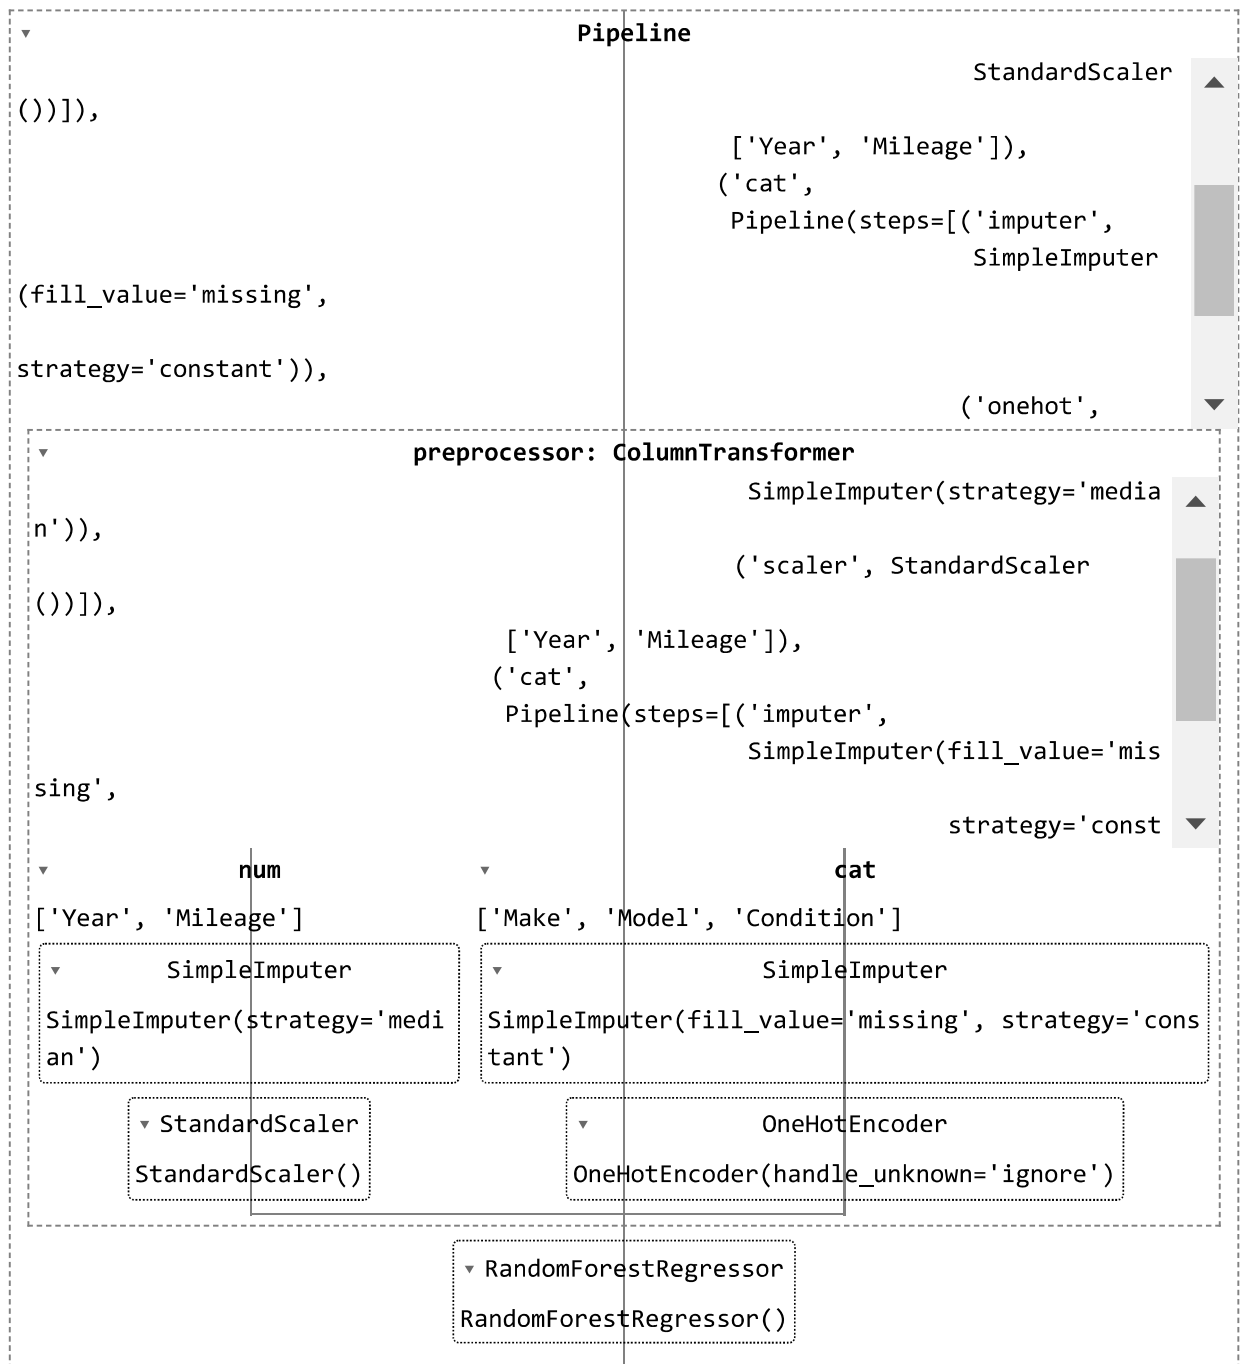 Pipeline
StandardScaler
())]),
['Year', 'Mileage']),
('cat',
Pipeline(steps=[('imputer',
SimpleImputer
(fill_value='missing',
strategy='constant')),
('onehot',
preprocessor: ColumnTransformer
SimpleImputer(strategy='media
n')),
('scaler', StandardScaler
())]),
['Year', 'Mileage']),
('cat',
Pipeline(steps=[('imputer',
SimpleImputer(fill_value='mis
sing',
strategy='const
num
cat
['Year', 'Mileage']
['Make', 'Model', 'Condition']
SimpleImputer
SimpleImputer
SimpleImputer(strategy='medi
an')
SimpleImputer(fill_value='missing', strategy='cons
tant')
StandardScaler
StandardScaler()
OneHotEncoder
OneHotEncoder(handle_unknown='ignore')
RandomForestRegressor
RandomForestRegressor()